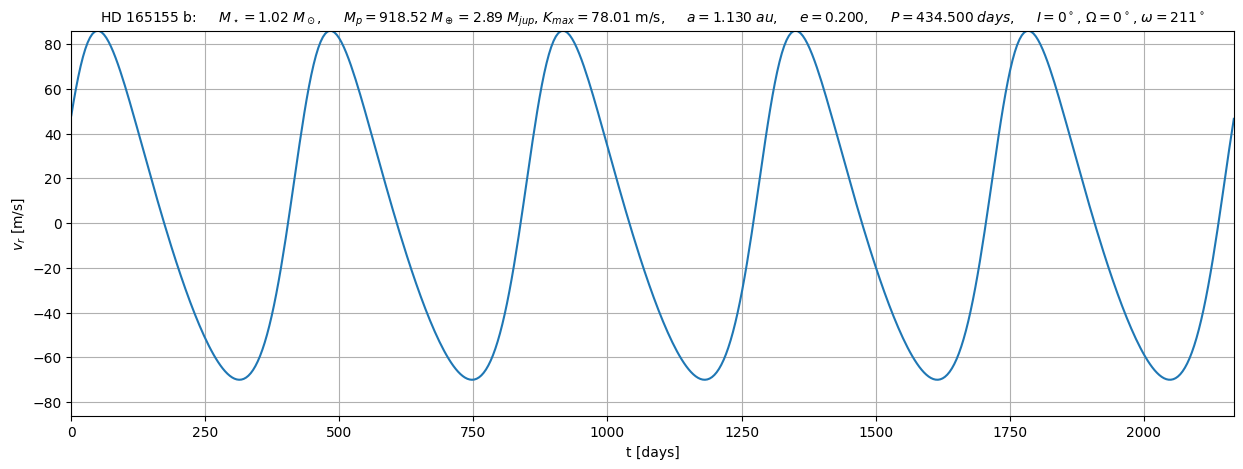 HD 165155 b: M⋆ = 1.02 M⊙, Mp = 918.52 M⊕ = 2.89 Mjup, Kmax = 78.01 m/s, a = 1.130 au, e = 0.200, P = 434.500 days, I = 0°, Ω = 0°, ω = 211°
80
60
40
20
0
−20
−40
−60
−80
vr [m/s]
0 250 500 750 1000 1250 1500 1750 2000
t [days]